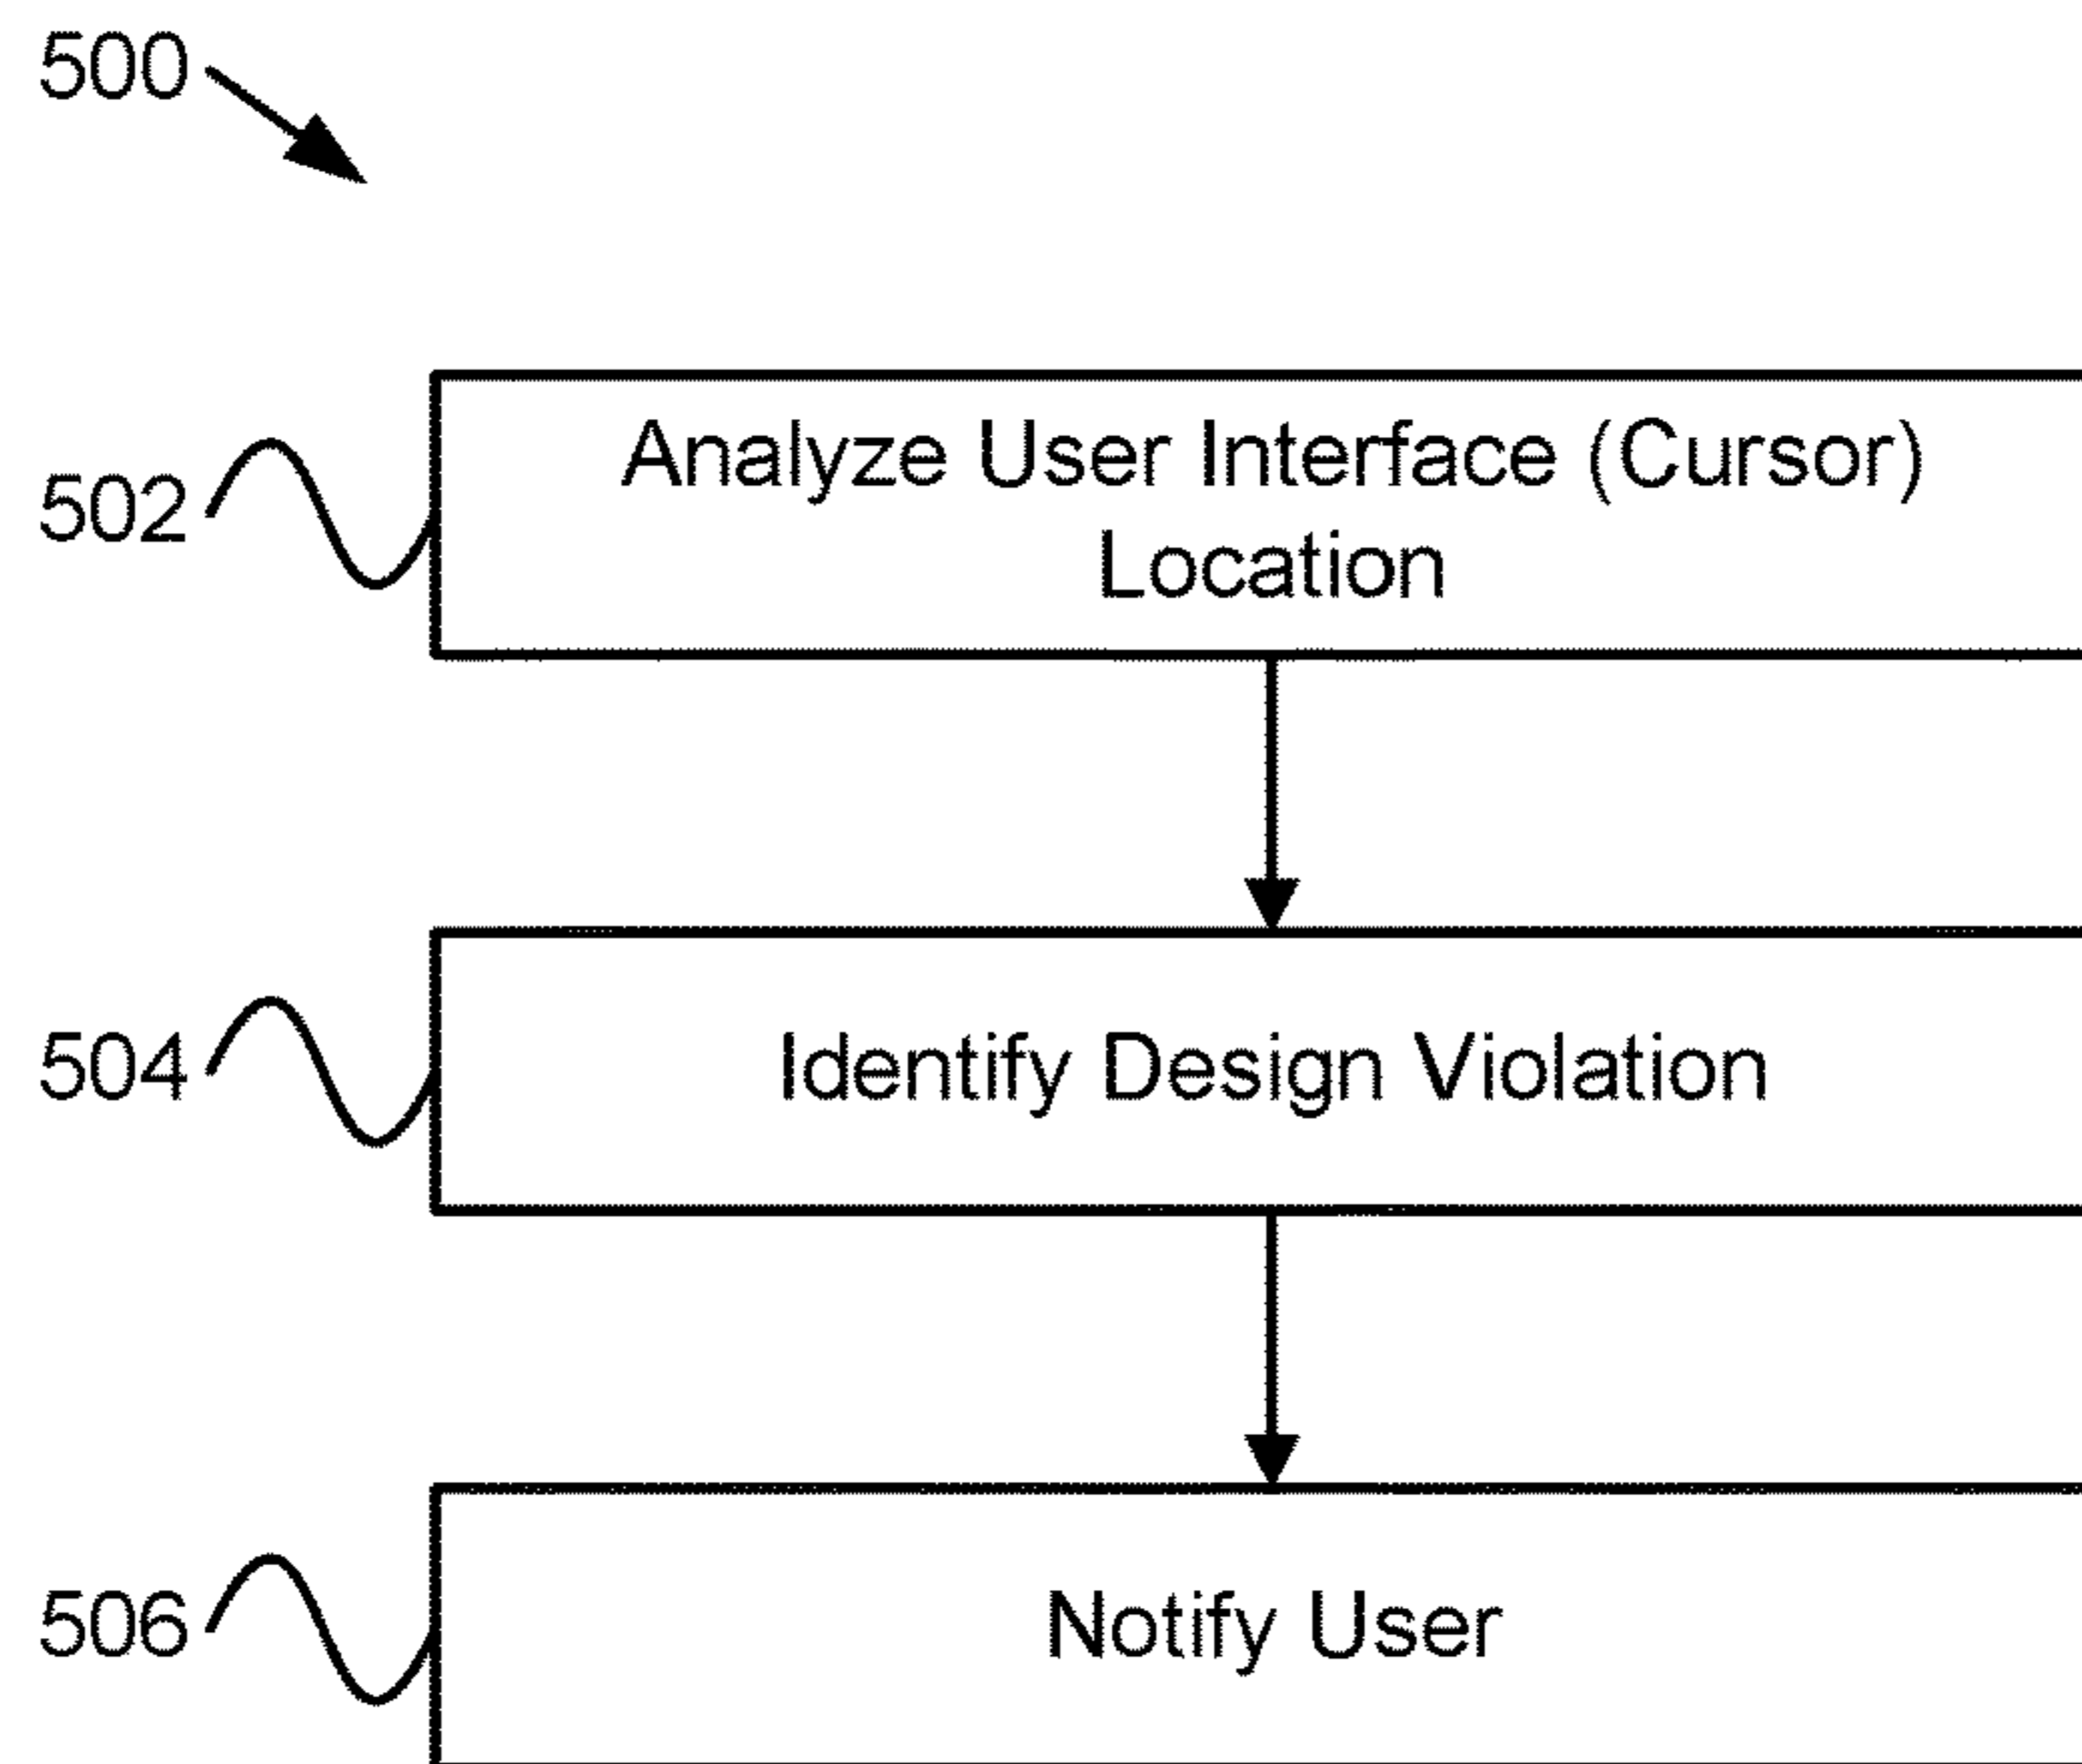 500
502
Analyze User Interface (Cursor)
Location
504
Identify Design Violation
506
Notify User